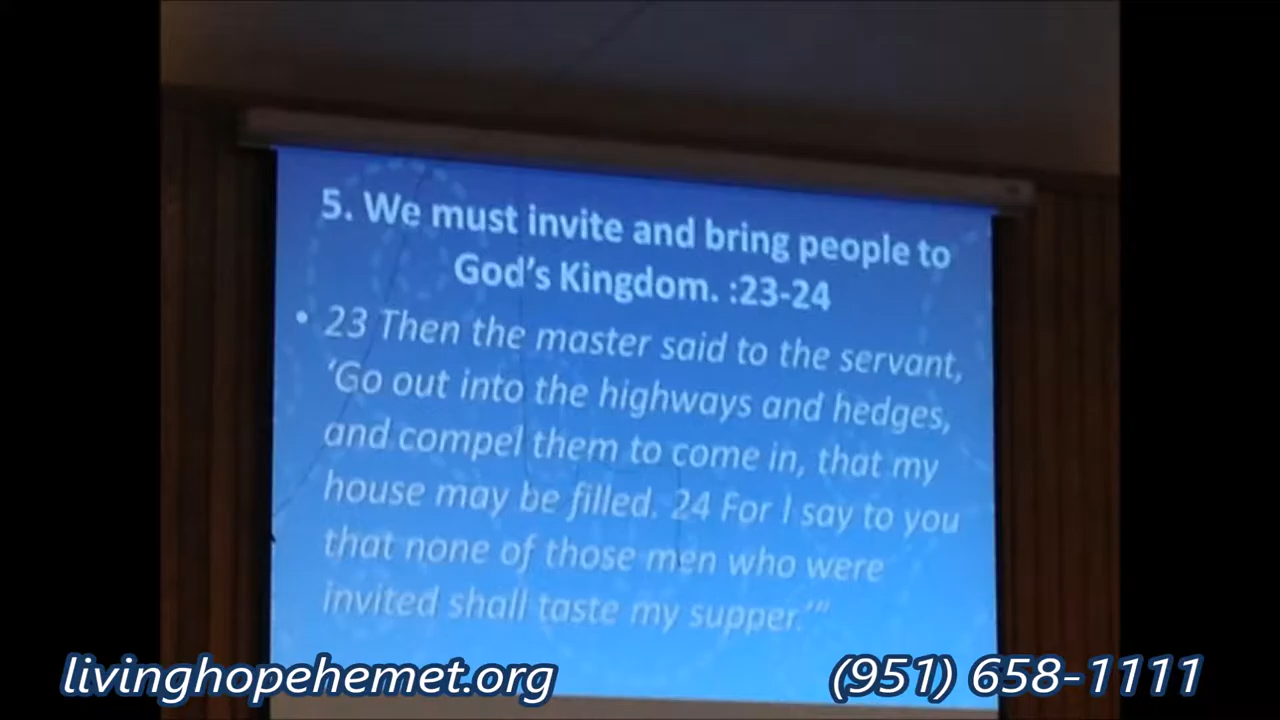 5. We must invite and bring people to
God's Kingdom. :23-24
• 23 Then the master said to the servant,
‘Go out into the highways and hedges,
and compel them to come in, that my
house may be filled. 24 For I say to you
that none of those men who were
invited shall taste my supper.’”
livinghopehemet.org
(951) 658-1111